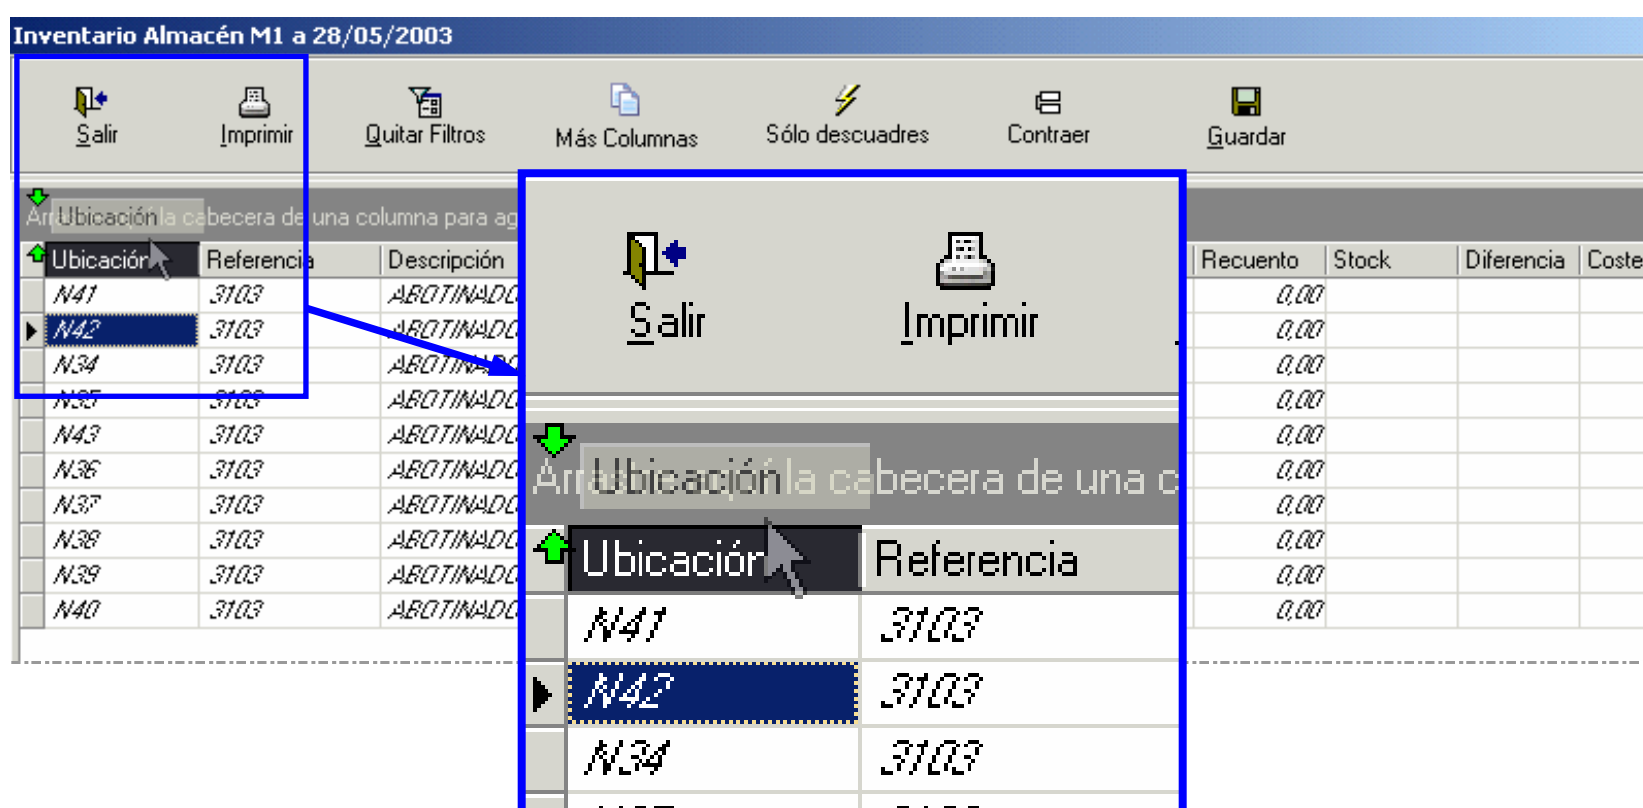 Inventario Almacén M1 a 28/05/2003
Salir Imprimir Quitar Filtros Más Columnas Sólo descuadres Contraer Guardar
Ubicación la cabecera de una columna para ag
Ubicación Referencia Descripción Recuento Stock Diferencia Coste
N41 3103 ABOTINADO 0,00
N42 3103 ABOTINADO 0,00
N34 3103 ABOTINADO 0,00
N35 3103 ABOTINADO 0,00
N43 3103 ABOTINADO 0,00
N36 3103 ABOTINADO 0,00
N37 3103 ABOTINADO 0,00
N38 3103 ABOTINADO 0,00
N39 3103 ABOTINADO 0,00
N40 3103 ABOTINADO 0,00
Salir Imprimir
Ubicación la cabecera de una c
Ubicación Referencia
N41 3103
N42 3103
N34 3103